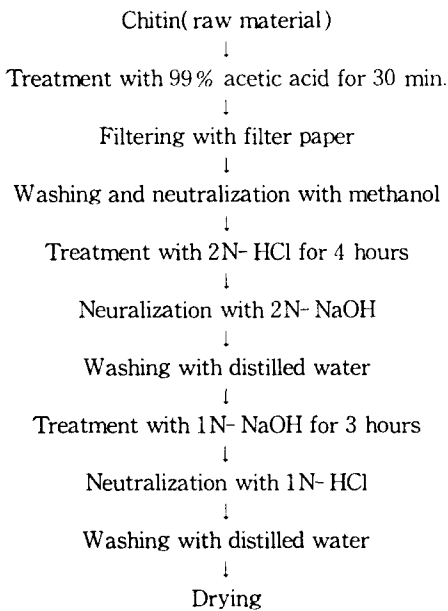 Chitin(raw material)
↓
Treatment with 99% acetic acid for 30 min.
↓
Filtering with filter paper
↓
Washing and neutralization with methanol
↓
Treatment with 2N-HCl for 4 hours
↓
Neuralization with 2N-NaOH
↓
Washing with distilled water
↓
Treatment with 1N-NaOH for 3 hours
↓
Neutralization with 1N-HCl
↓
Washing with distilled water
↓
Drying